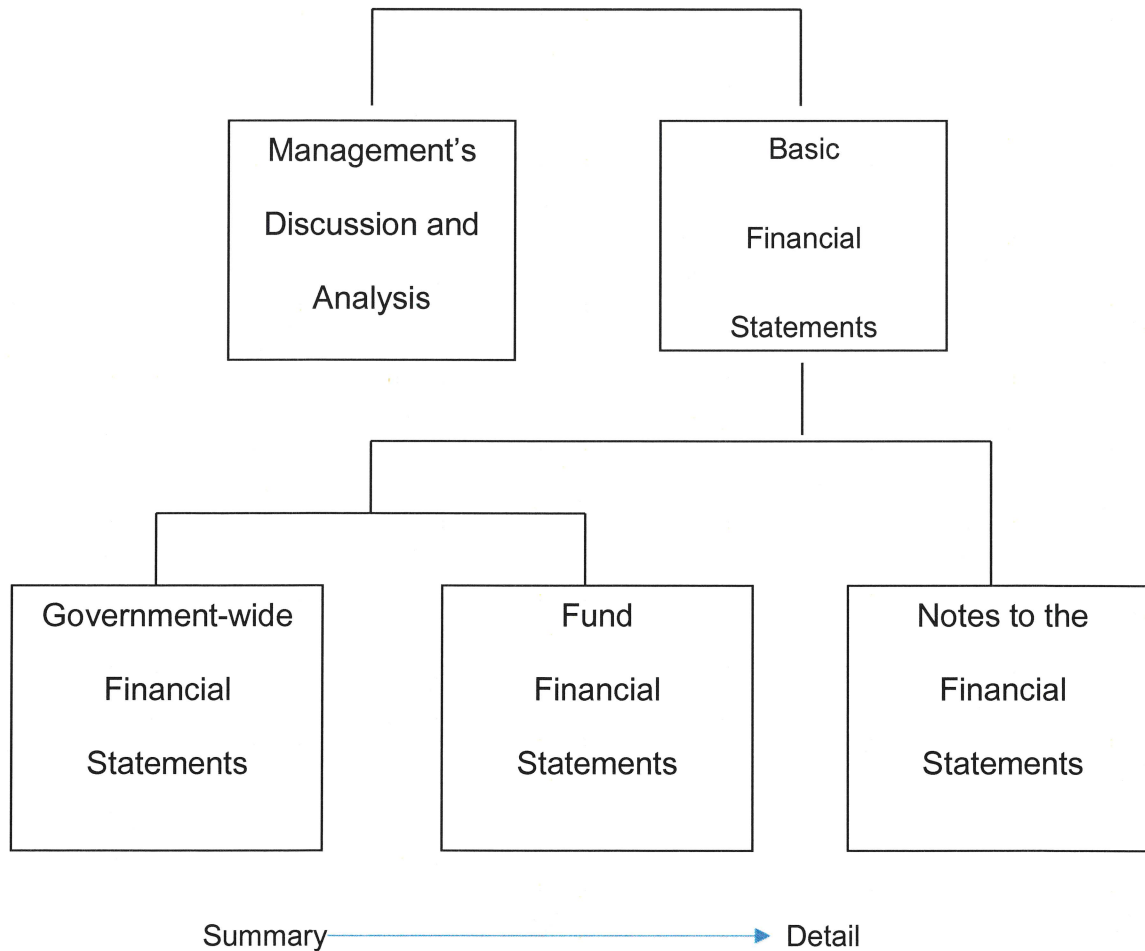 Management's
Discussion and
Analysis
Basic
Financial
Statements
Government-wide
Financial
Statements
Fund
Financial
Statements
Notes to the
Financial
Statements
Summary
Detail